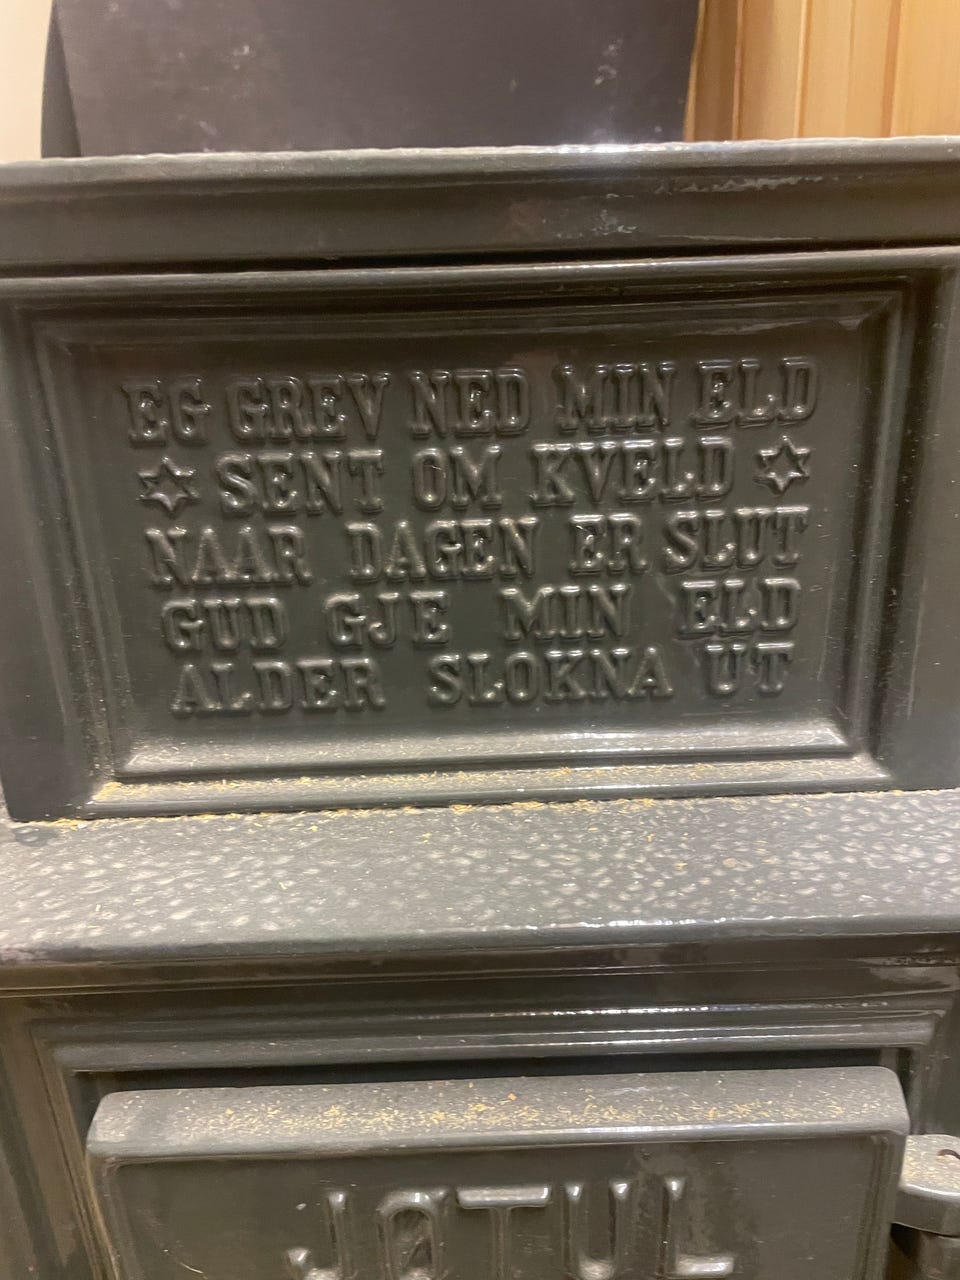 EG GREV NED MIN ELD
SENT OM KVELD
NAAR DAGEN ER SLUT
GUD GJE MIN ELD
ALDER SLOKNA UT
JØTUL